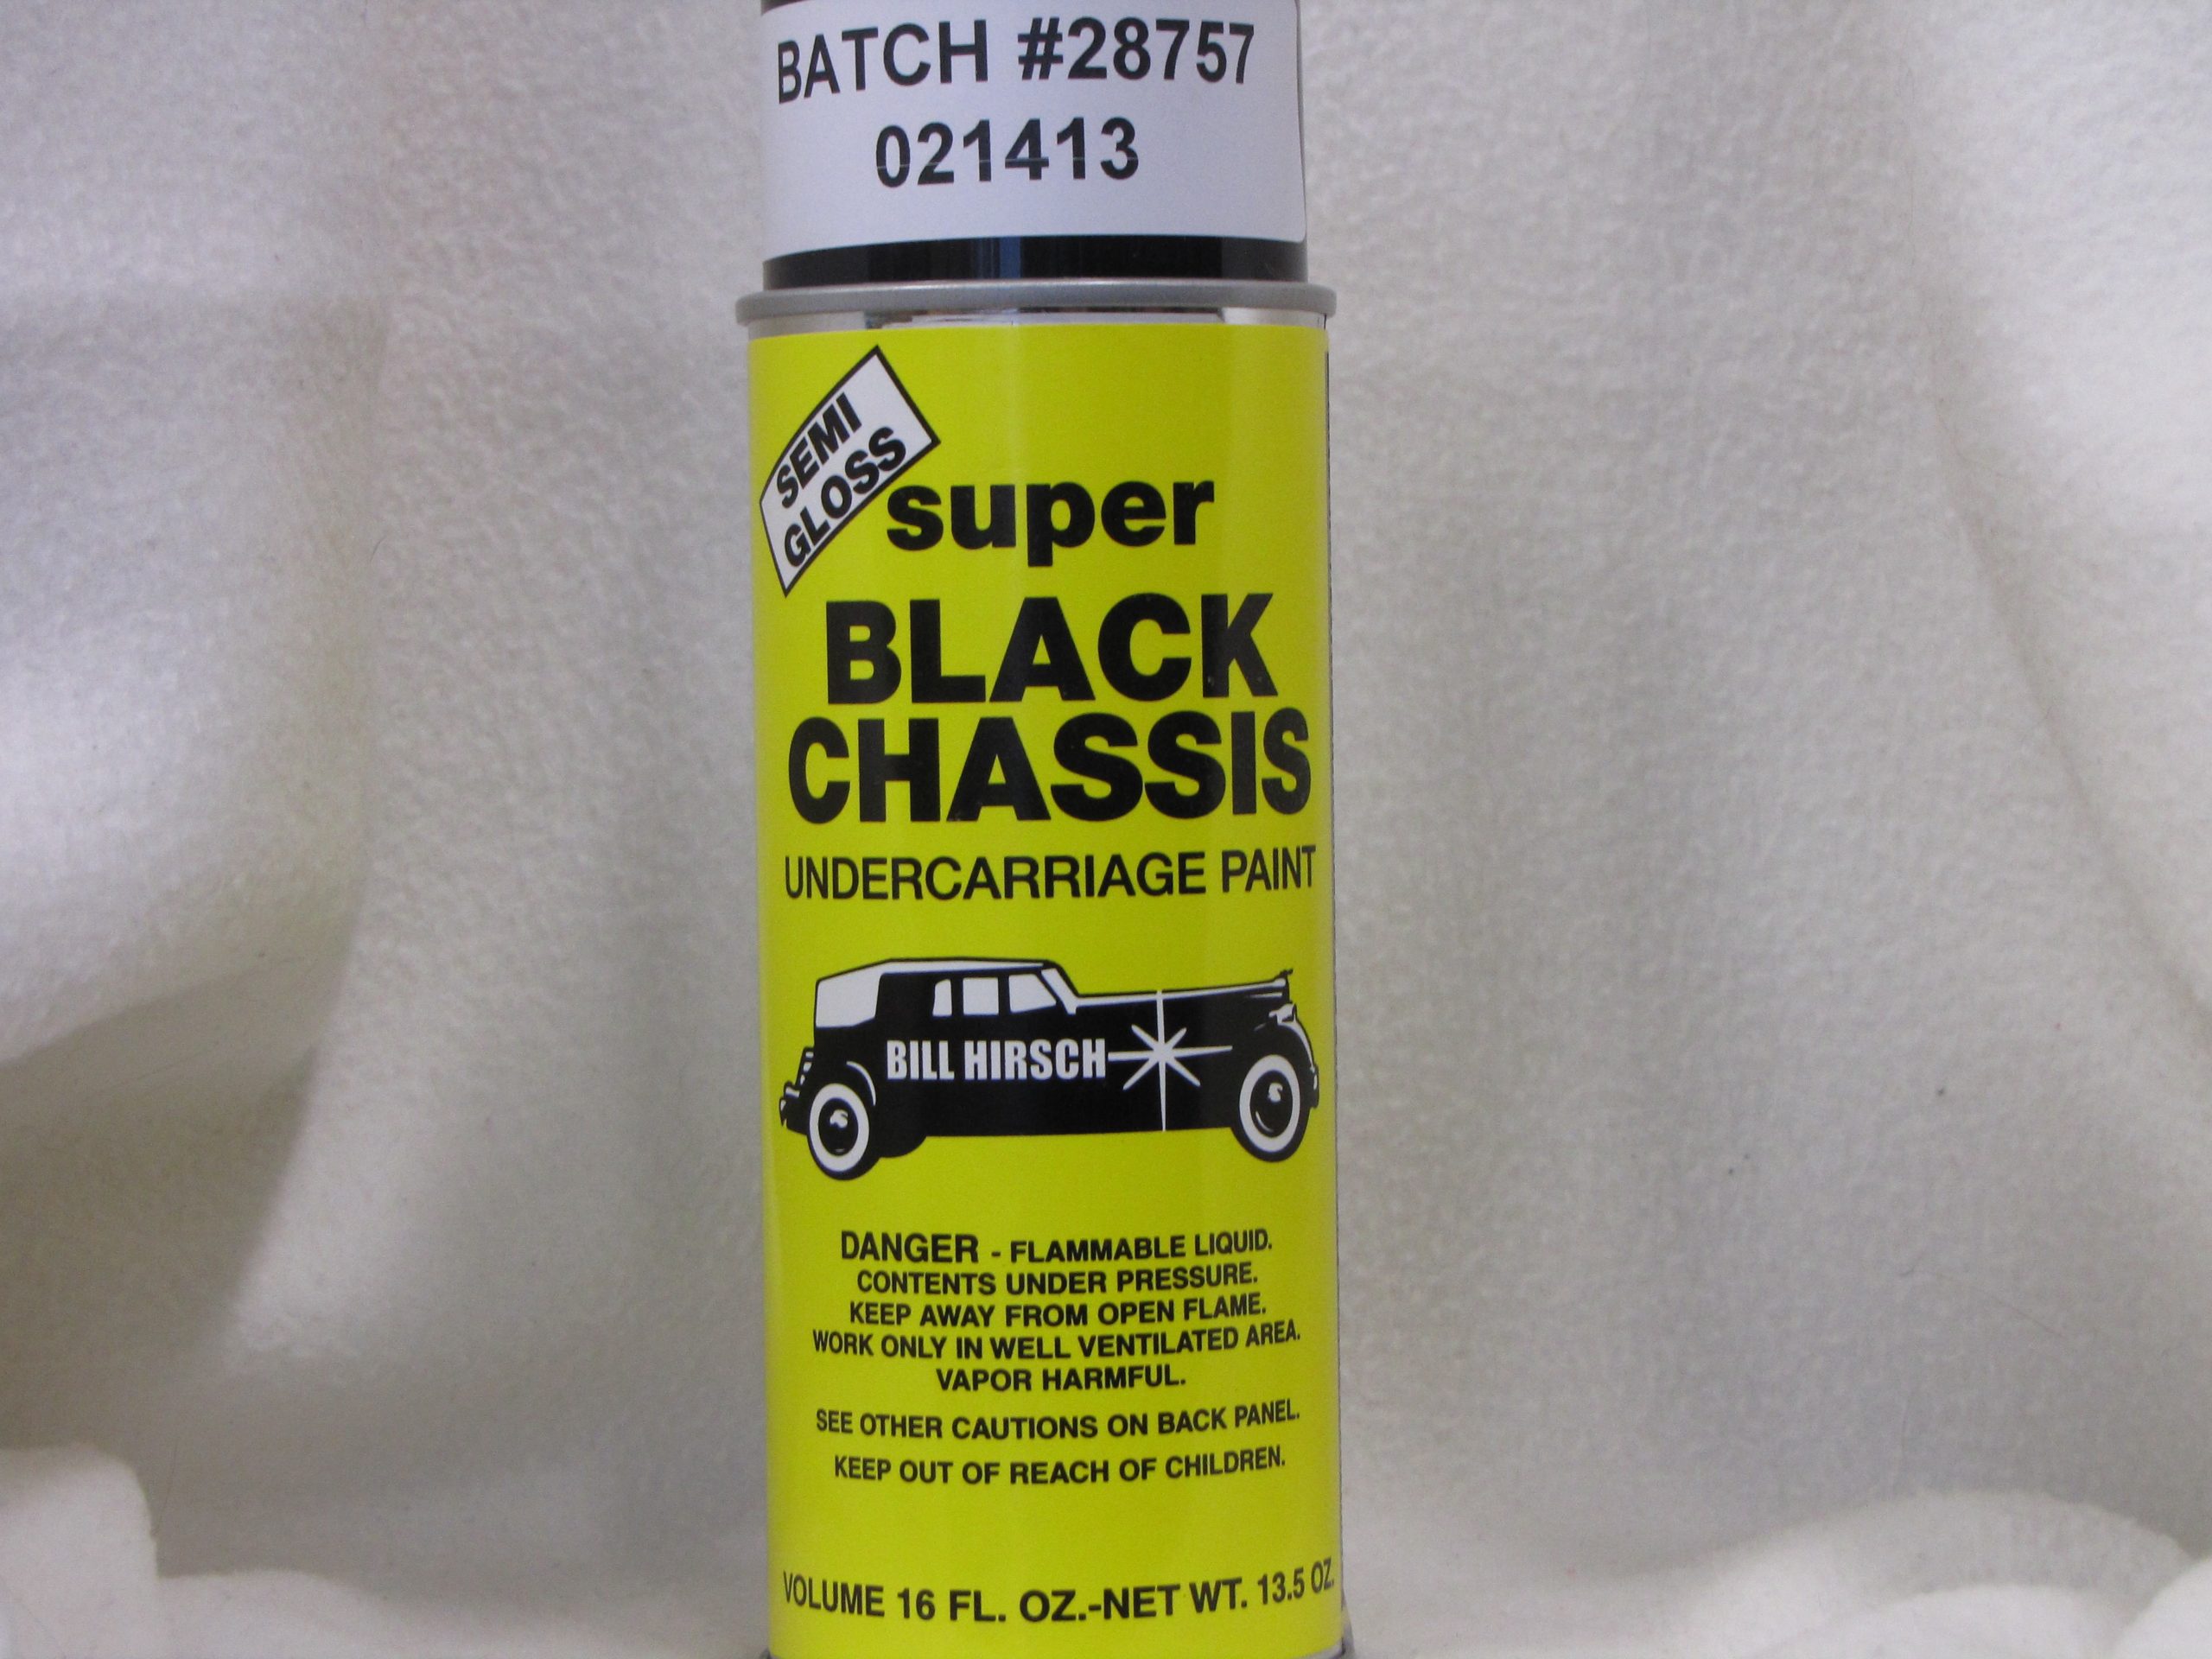 BATCH #28757
021413
SEMI
GLOSS
super
BLACK
CHASSIS
UNDERCARRIAGE PAINT
BILL HIRSCH
DANGER - FLAMMABLE LIQUID.
CONTENTS UNDER PRESSURE.
KEEP AWAY FROM OPEN FLAME.
WORK ONLY IN WELL VENTILATED AREA.
VAPOR HARMFUL.
SEE OTHER CAUTIONS ON BACK PANEL.
KEEP OUT OF REACH OF CHILDREN.
VOLUME 16 FL. OZ.-NET WT. 13.5 OZ.